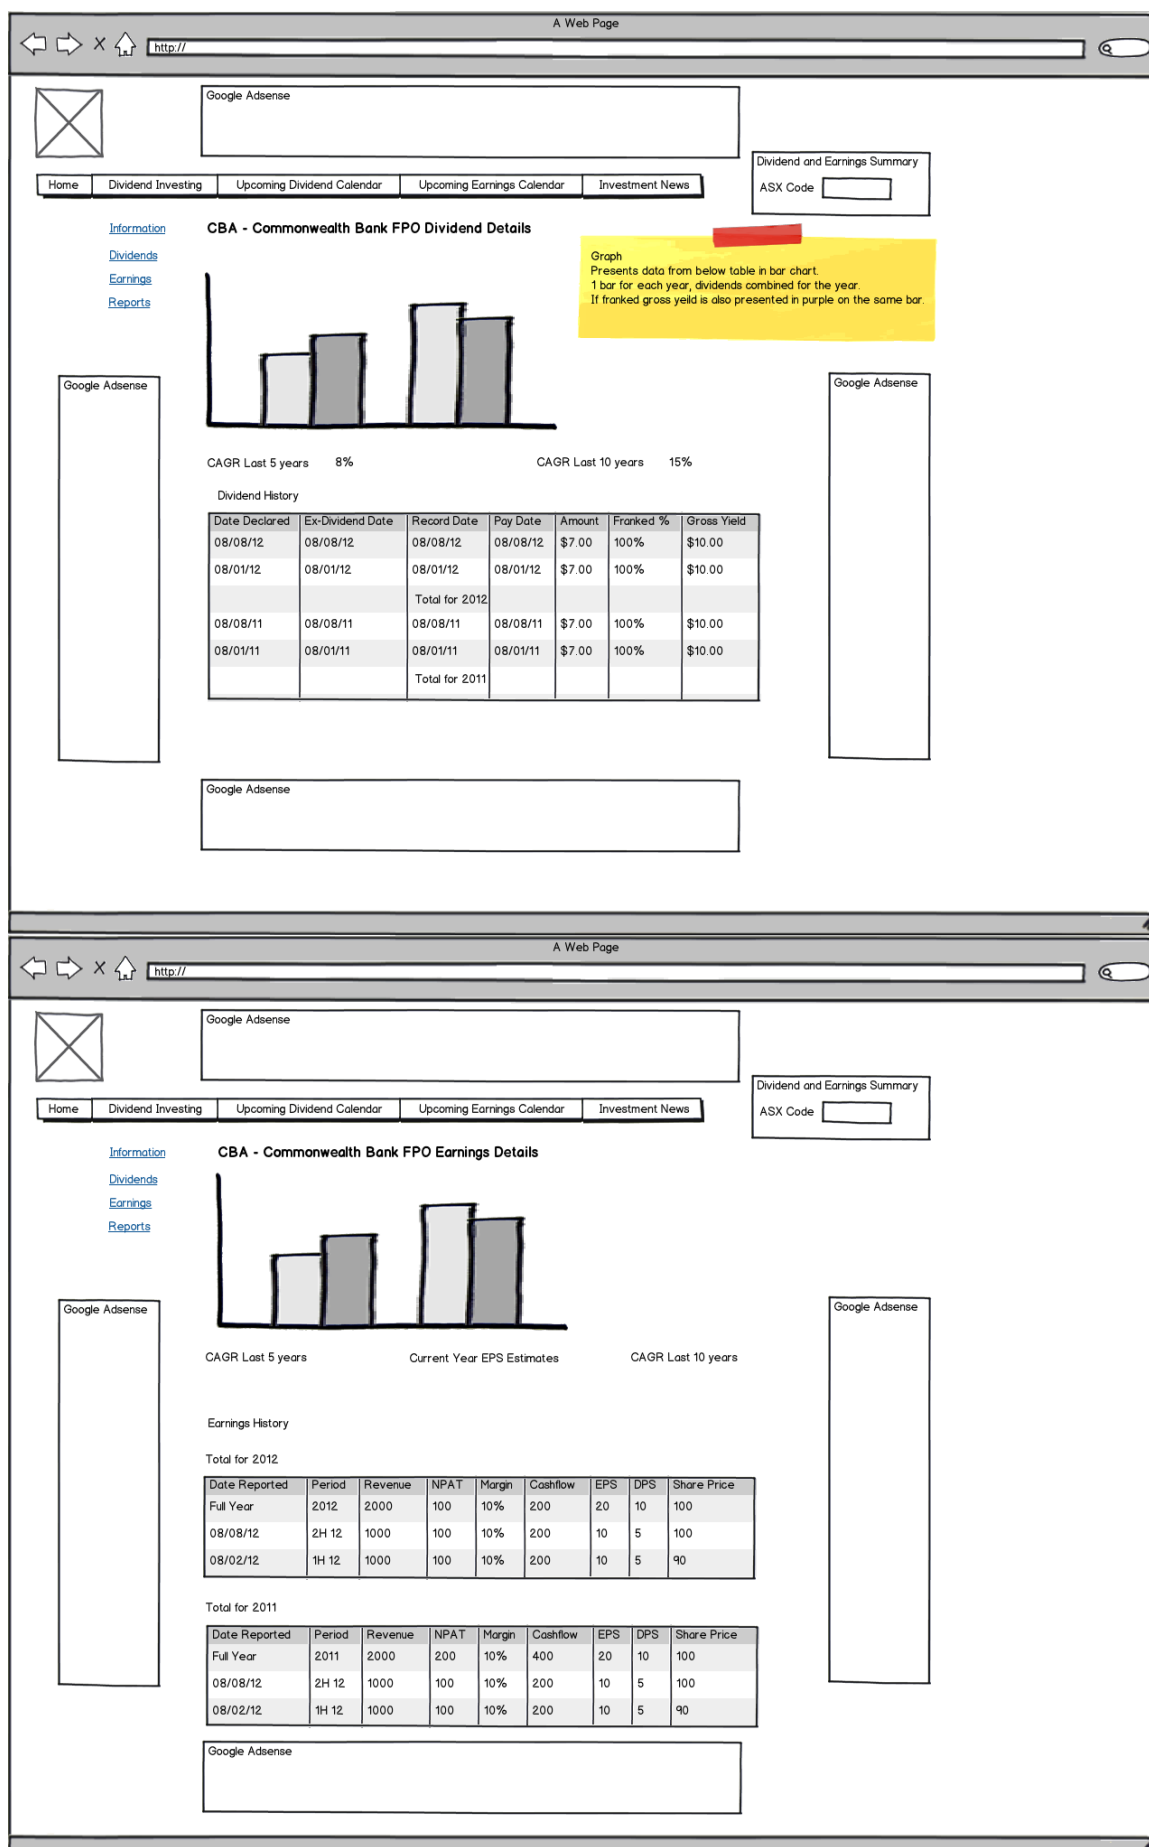 A Web Page
http://
Google Adsense
Dividend and Earnings Summary
ASX Code
Home Dividend Investing Upcoming Dividend Calendar Upcoming Earnings Calendar Investment News
Information
Dividends
Earnings
Reports
CBA - Commonwealth Bank FPO Dividend Details
Graph
Presents data from below table in bar chart.
1 bar for each year, dividends combined for the year.
If franked gross yeild is also presented in purple on the same bar.
Google Adsense
Google Adsense
CAGR Last 5 years 8% CAGR Last 10 years 15%
Dividend History
Date Declared Ex-Dividend Date Record Date Pay Date Amount Franked % Gross Yield
08/08/12 08/08/12 08/08/12 08/08/12 $7.00 100% $10.00
08/01/12 08/01/12 08/01/12 08/01/12 $7.00 100% $10.00
Total for 2012
08/08/11 08/08/11 08/08/11 08/08/11 $7.00 100% $10.00
08/01/11 08/01/11 08/01/11 08/01/11 $7.00 100% $10.00
Total for 2011
Google Adsense
A Web Page
http://
Google Adsense
Dividend and Earnings Summary
ASX Code
Home Dividend Investing Upcoming Dividend Calendar Upcoming Earnings Calendar Investment News
Information
Dividends
Earnings
Reports
CBA - Commonwealth Bank FPO Earnings Details
Google Adsense
Google Adsense
CAGR Last 5 years Current Year EPS Estimates CAGR Last 10 years
Earnings History
Total for 2012
Date Reported Period Revenue NPAT Margin Cashflow EPS DPS Share Price
Full Year 2012 2000 100 10% 200 20 10 100
08/08/12 2H 12 1000 100 10% 200 10 5 100
08/02/12 1H 12 1000 100 10% 200 10 5 90
Total for 2011
Date Reported Period Revenue NPAT Margin Cashflow EPS DPS Share Price
Full Year 2011 2000 200 10% 400 20 10 100
08/08/12 2H 12 1000 100 10% 200 10 5 100
08/02/12 1H 12 1000 100 10% 200 10 5 90
Google Adsense